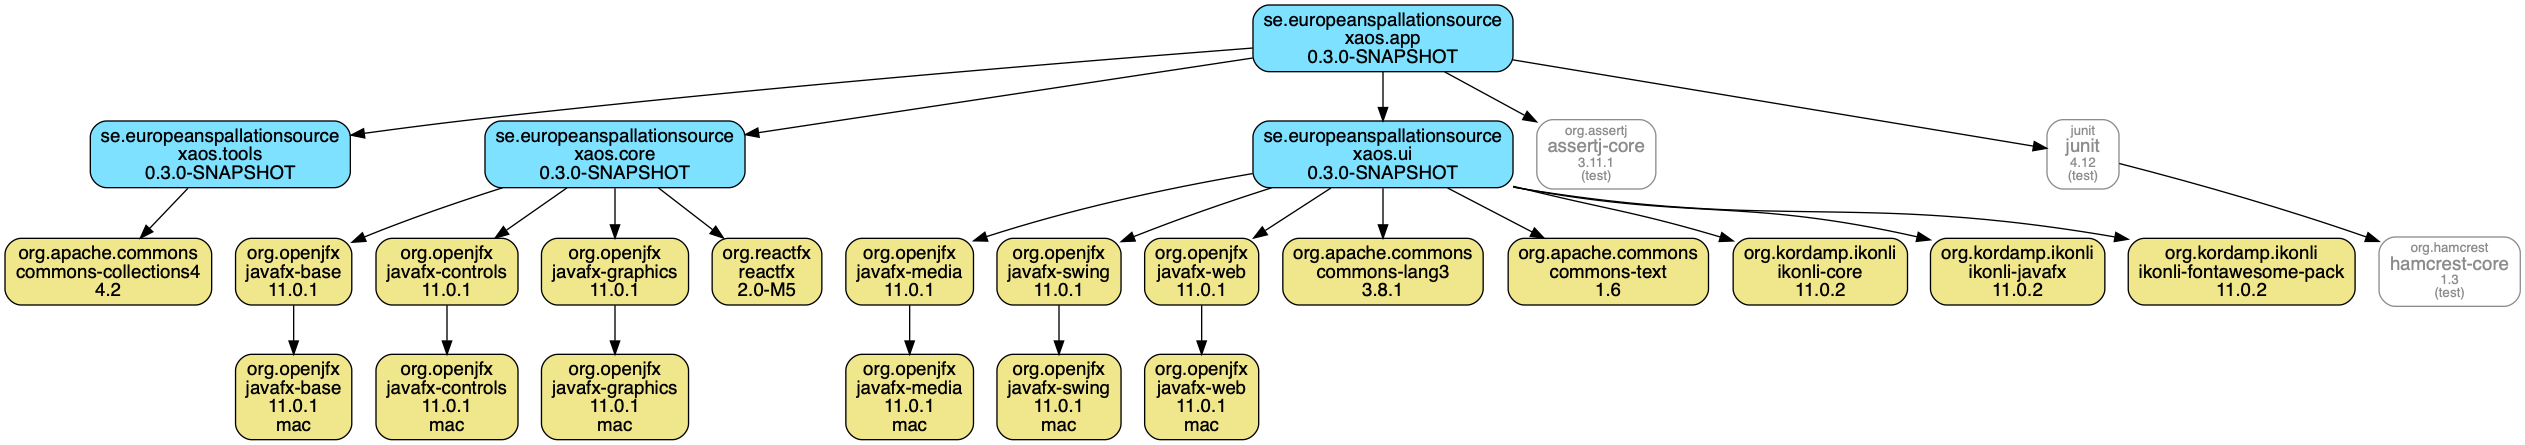 se.europeanspallationsource
xaos.app
0.3.0-SNAPSHOT
se.europeanspallationsource
xaos.tools
0.3.0-SNAPSHOT
se.europeanspallationsource
xaos.core
0.3.0-SNAPSHOT
se.europeanspallationsource
xaos.ui
0.3.0-SNAPSHOT
org.assertj
assertj-core
3.11.1
(test)
junit
junit
4.12
(test)
org.apache.commons
commons-collections4
4.2
org.openjfx
javafx-base
11.0.1
org.openjfx
javafx-controls
11.0.1
org.openjfx
javafx-graphics
11.0.1
org.reactfx
reactfx
2.0-M5
org.openjfx
javafx-media
11.0.1
org.openjfx
javafx-swing
11.0.1
org.openjfx
javafx-web
11.0.1
org.apache.commons
commons-lang3
3.8.1
org.apache.commons
commons-text
1.6
org.kordamp.ikonli
ikonli-core
11.0.2
org.kordamp.ikonli
ikonli-javafx
11.0.2
org.kordamp.ikonli
ikonli-fontawesome-pack
11.0.2
org.hamcrest
hamcrest-core
1.3
(test)
org.openjfx
javafx-base
11.0.1
mac
org.openjfx
javafx-controls
11.0.1
mac
org.openjfx
javafx-graphics
11.0.1
mac
org.openjfx
javafx-media
11.0.1
mac
org.openjfx
javafx-swing
11.0.1
mac
org.openjfx
javafx-web
11.0.1
mac